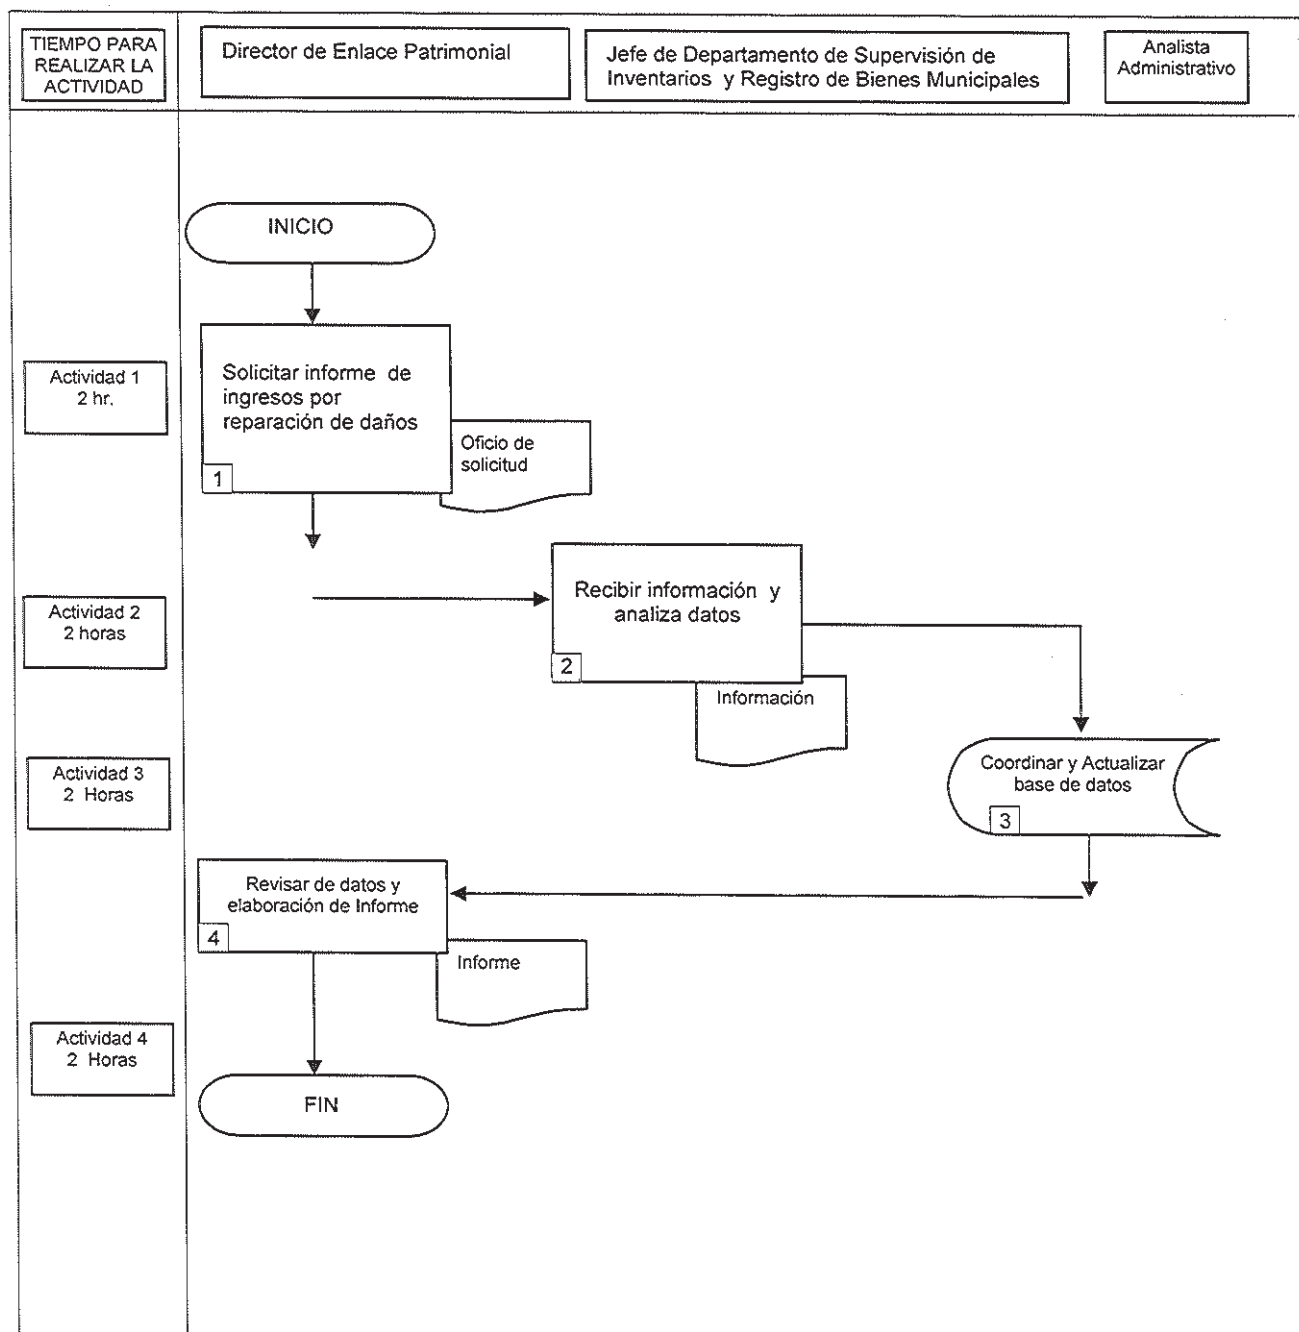 TIEMPO PARA
REALIZAR LA
ACTIVIDAD
Director de Enlace Patrimonial
Jefe de Departamento de Supervisión de
Inventarios y Registro de Bienes Municipales
Analista
Administrativo
INICIO
Actividad 1
2 hr.
Solicitar informe de
ingresos por
reparación de daños
1
Oficio de
solicitud
Actividad 2
2 horas
Recibir información y
analiza datos
2
Información
Actividad 3
2 Horas
Coordinar y Actualizar
base de datos
3
Revisar de datos y
elaboración de Informe
4
Informe
Actividad 4
2 Horas
FIN